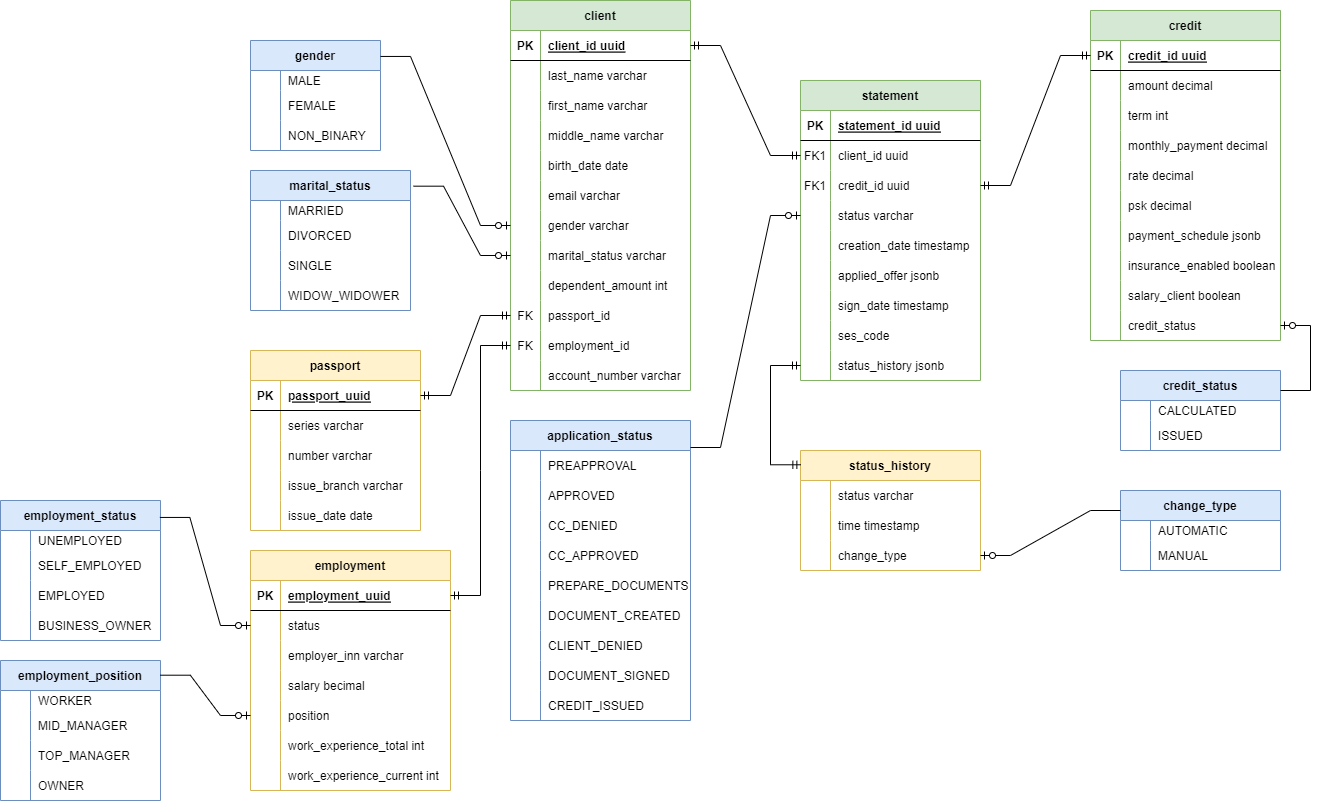 client
PK client_id uuid
last_name varchar
first_name varchar
middle_name varchar
birth_date date
email varchar
gender varchar
marital_status varchar
dependent_amount int
FK passport_id
FK employment_id
account_number varchar
credit
PK credit_id uuid
amount decimal
term int
monthly_payment decimal
rate decimal
psk decimal
payment_schedule jsonb
insurance_enabled boolean
salary_client boolean
credit_status
gender
MALE
FEMALE
NON_BINARY
statement
PK statement_id uuid
FK1 client_id uuid
FK1 credit_id uuid
status varchar
creation_date timestamp
applied_offer jsonb
sign_date timestamp
ses_code
status_history jsonb
marital_status
MARRIED
DIVORCED
SINGLE
WIDOW_WIDOWER
passport
PK passport_uuid
series varchar
number varchar
issue_branch varchar
issue_date date
credit_status
CALCULATED
ISSUED
application_status
PREAPPROVAL
APPROVED
CC_DENIED
CC_APPROVED
PREPARE_DOCUMENTS
DOCUMENT_CREATED
CLIENT_DENIED
DOCUMENT_SIGNED
CREDIT_ISSUED
status_history
status varchar
time timestamp
change_type
change_type
AUTOMATIC
MANUAL
employment_status
UNEMPLOYED
SELF_EMPLOYED
EMPLOYED
BUSINESS_OWNER
employment
PK employment_uuid
status
employer_inn varchar
salary becimal
position
work_experience_total int
work_experience_current int
employment_position
WORKER
MID_MANAGER
TOP_MANAGER
OWNER